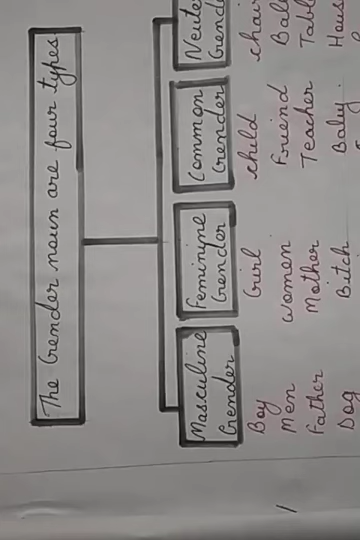 The Gender noun are four types
Masculine Gender
Feminine Gender
Common Gender
Gender
Boy Girl child
Men women Friend
Father Mother Teacher
Dog Bitch Baby